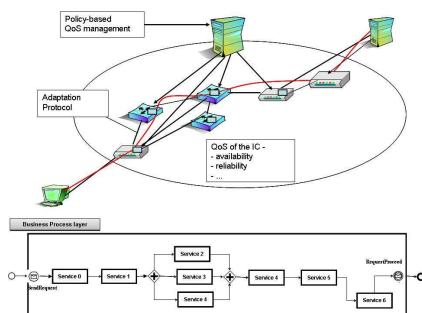 Policy-based
QoS management
Adaptation
Protocol
QoS of the IC -
- availability
- reliability
- ...
Business Process layer
SendRequest
Service 0
Service 1
Service 2
Service 3
Service 4
Service 4
Service 5
Service 6
RequestProceed